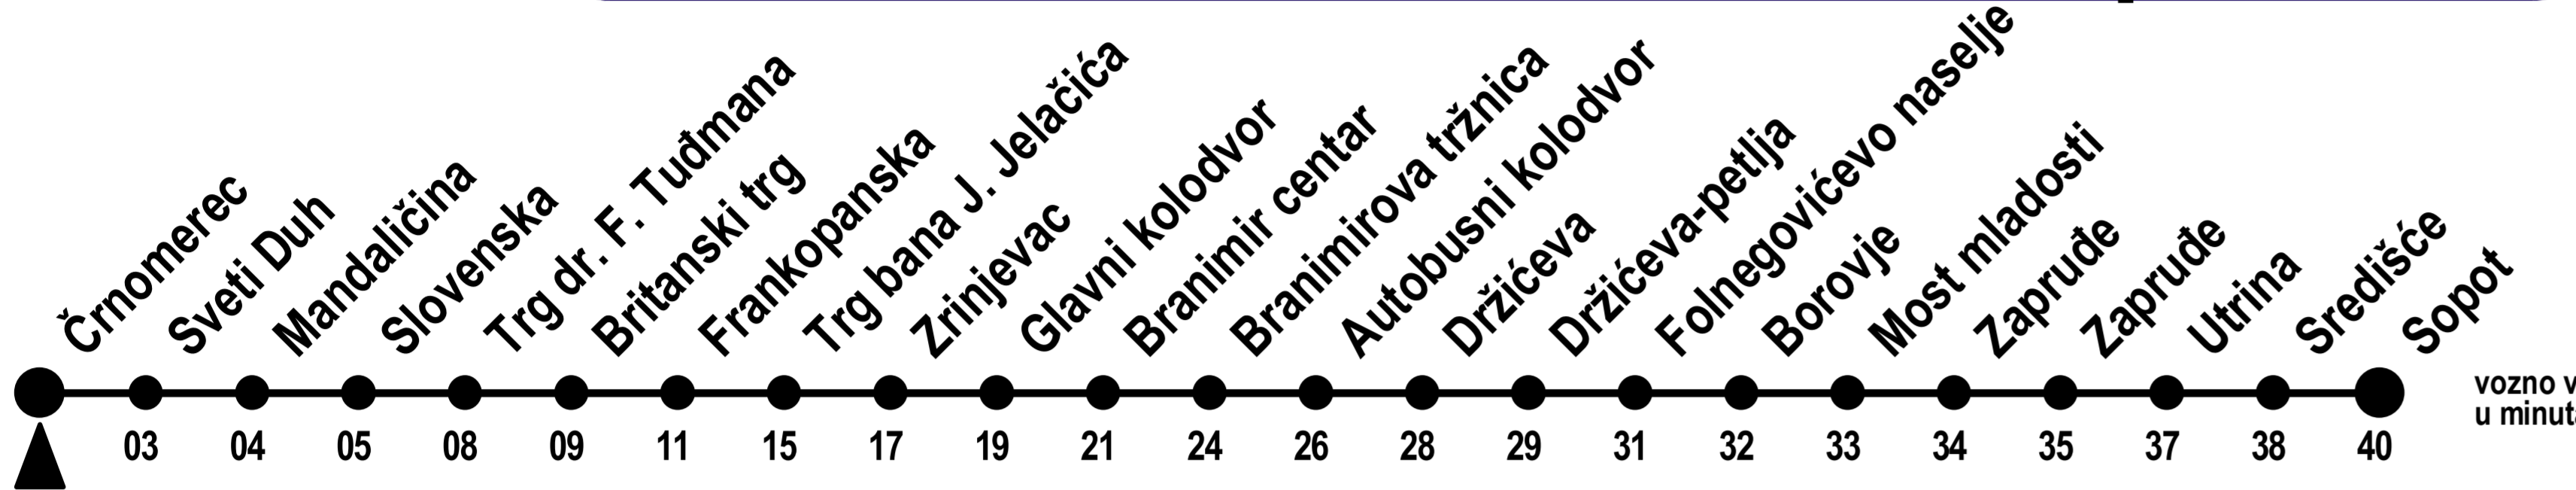 Črnomerec
Sveti Duh
Mandaličina
Slovenska
Trg dr. F. Tuđmana
Britanski trg
Frankopanska
Trg bana J. Jelačića
Zrinjevac
Glavni kolodvor
Branimir centar
Branimirova tržnica
Autobusni kolodvor
Držićeva
Držićeva-petlja
Folnegovićevo naselje
Borovje
Most mladosti
Zapruđe
Zapruđe
Utrina
Središće
Sopot
03 04 05 08 09 11 15 17 19 21 24 26 28 29 31 32 33 34 35 37 38 40
vozno
u